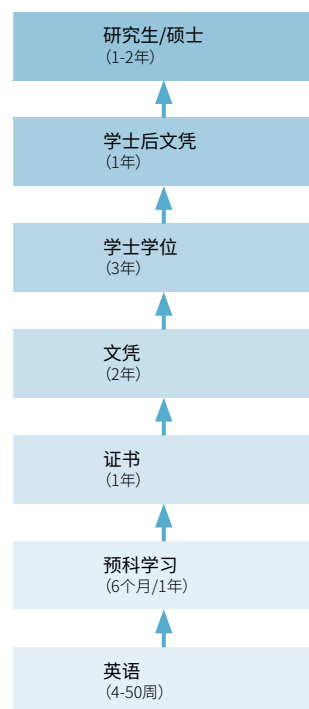 研究生/硕士
（1-2年）
学士后文凭
（1年）
学士学位
（3年）
文凭
（2年）
证书
（1年）
预科学习
（6个月/1年）
英语
（4-50周）